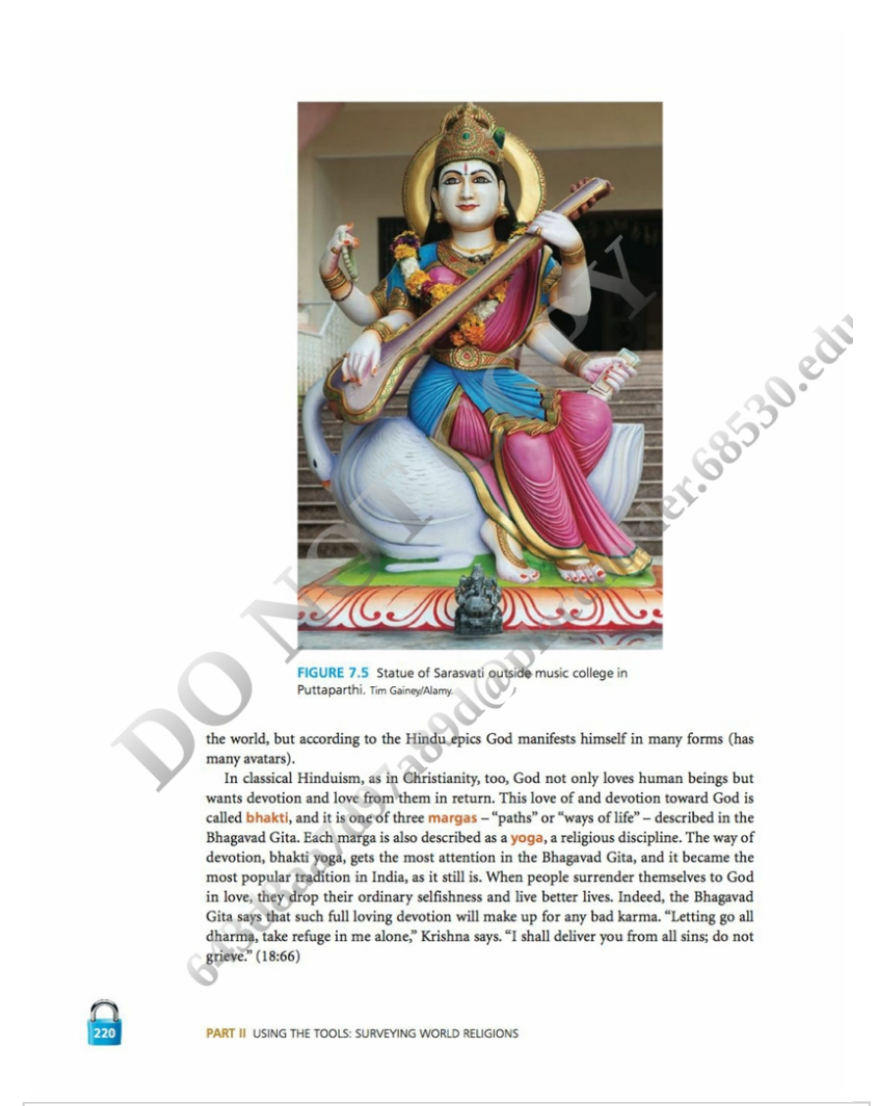 FIGURE 7.5 Statue of Sarasvati outside music college in
Puttaparthi. Tim Gainey/Alamy.
the world, but according to the Hindu epics God manifests himself in many forms (has
many avatars).
In classical Hinduism, as in Christianity, too, God not only loves human beings but
wants devotion and love from them in return. This love of and devotion toward God is
called bhakti, and it is one of three margas – “paths” or “ways of life” – described in the
Bhagavad Gita. Each marga is also described as a yoga, a religious discipline. The way of
devotion, bhakti yoga, gets the most attention in the Bhagavad Gita, and it became the
most popular tradition in India, as it still is. When people surrender themselves to God
in love, they drop their ordinary selfishness and live better lives. Indeed, the Bhagavad
Gita says that such full loving devotion will make up for any bad karma. “Letting go all
dharma, take refuge in me alone,” Krishna says. “I shall deliver you from all sins; do not
grieve.” (18:66)
220
PART II USING THE TOOLS: SURVEYING WORLD RELIGIONS
DO NOT COPY